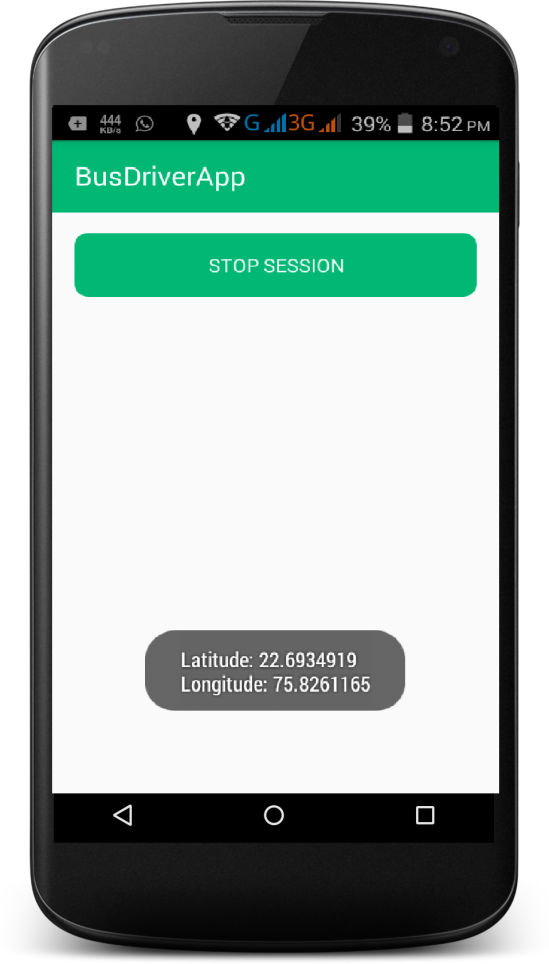 444
KB/s
G 3G 39% 8:52 PM
BusDriverApp
STOP SESSION
Latitude: 22.6934919
Longitude: 75.8261165